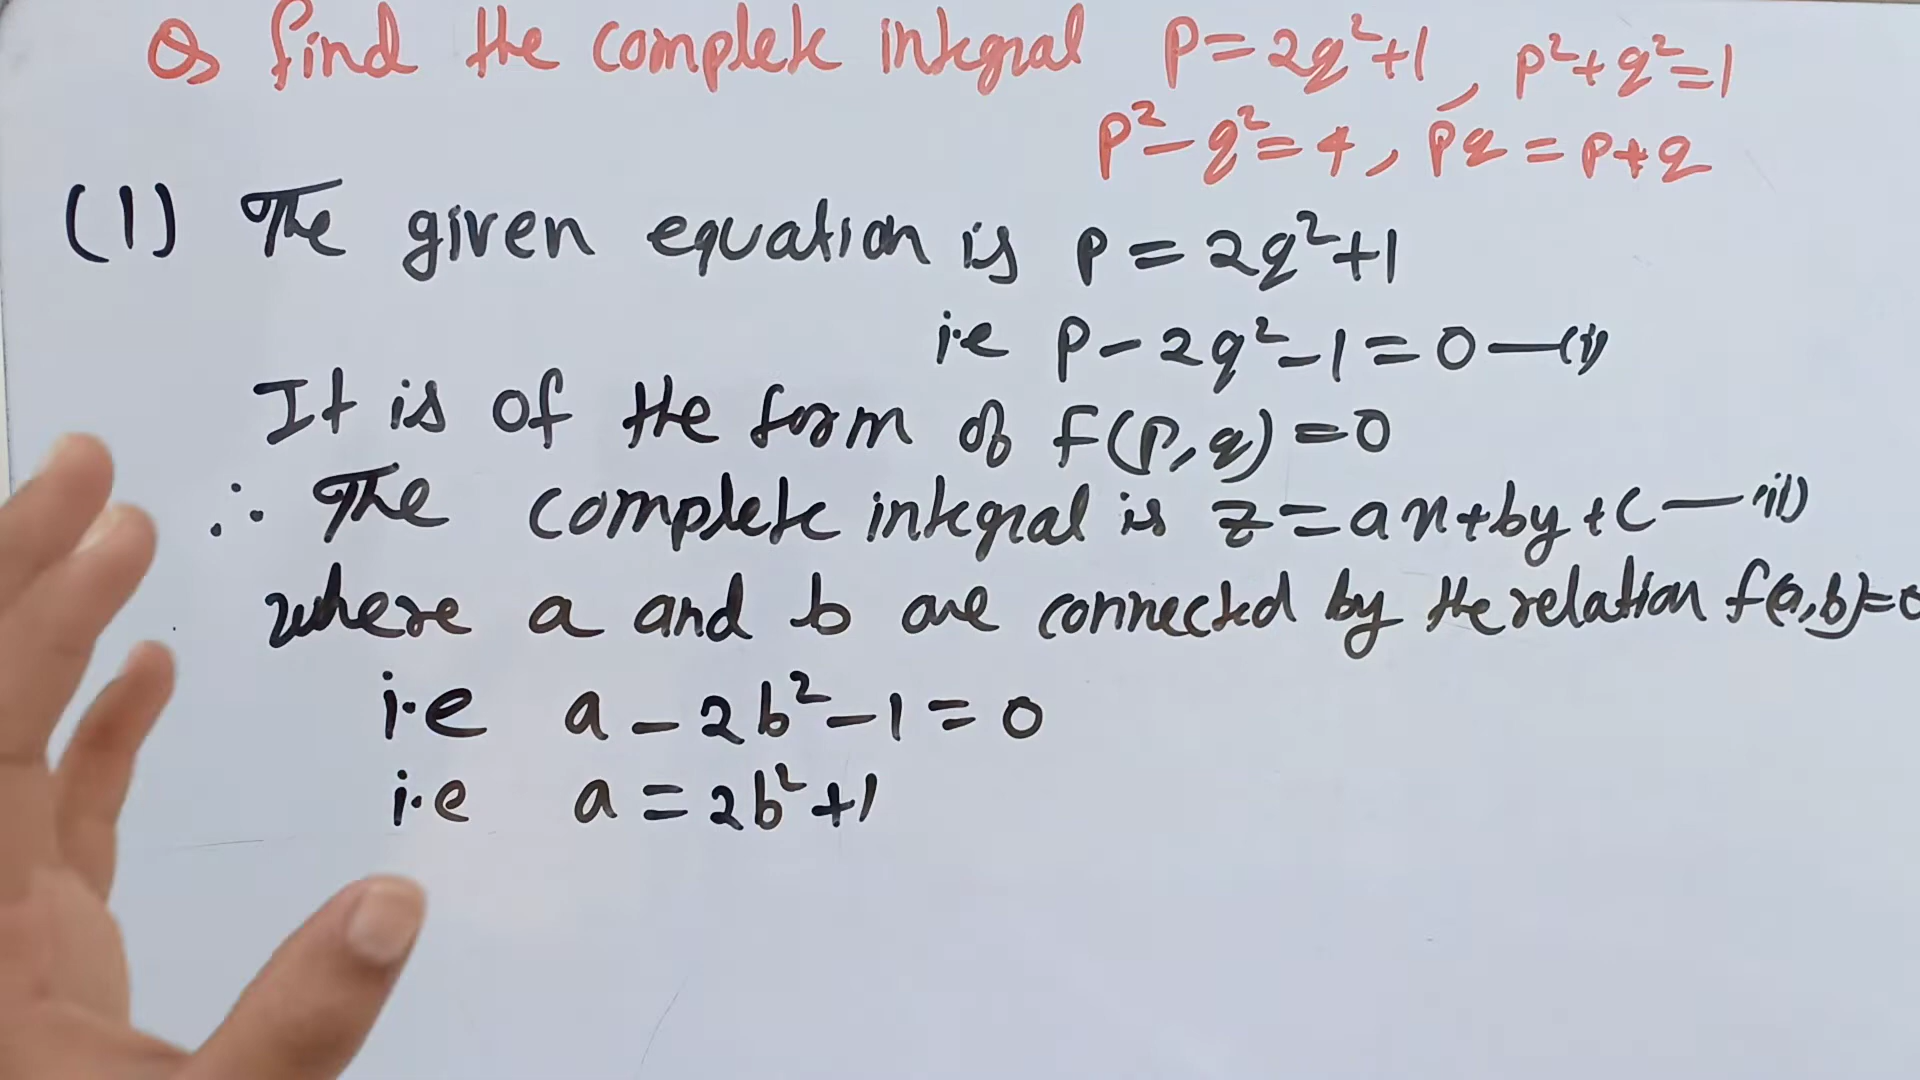 Q find the complete integral p=2q²+1, p²+q²=1
p²-q²=4, pq=p+q
(1) The given equation is p=2q²+1
i.e p-2q²-1=0—(i)
It is of the form of f(p,q)=0
∴ The complete integral is z=ax+by+c—(ii)
where a and b are connected by the relation f(a,b)=0
i.e a-2b²-1=0
i.e a=2b²+1